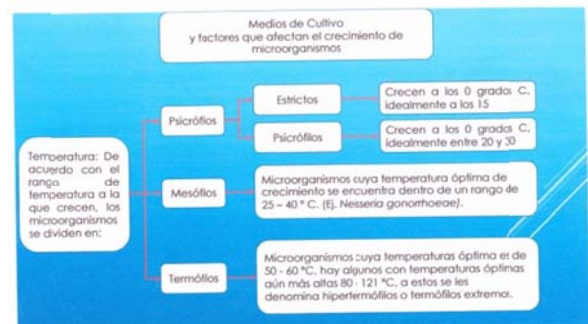 Medios de Cultivo
y factores que afectan el crecimiento de
microorganismos
Temperatura: De
acuerdo con el
rango de
temperatura a la
que crecen, los
microorganismos
se dividen en:
Psicrófios
Estrictos
Crecen a los 0 grados C,
idealmente a los 15
Psicrófilos
Crecen a los 0 grados C,
idealmente entre 20 y 30
Mesófilos
Microorganismos cuya temperatura óptima de
crecimiento se encuentra dentro de un rango de
25 – 40 ° C. (Ej. Nesseria gonorrhoeae).
Termófilos
Microorganismos cuya temperaturas óptima es de
50 - 60 °C, hay algunos con temperaturas óptimas
aún más altas 80 - 121 °C, a estos se les
denomina hipertermófilos o termófilos extremos.